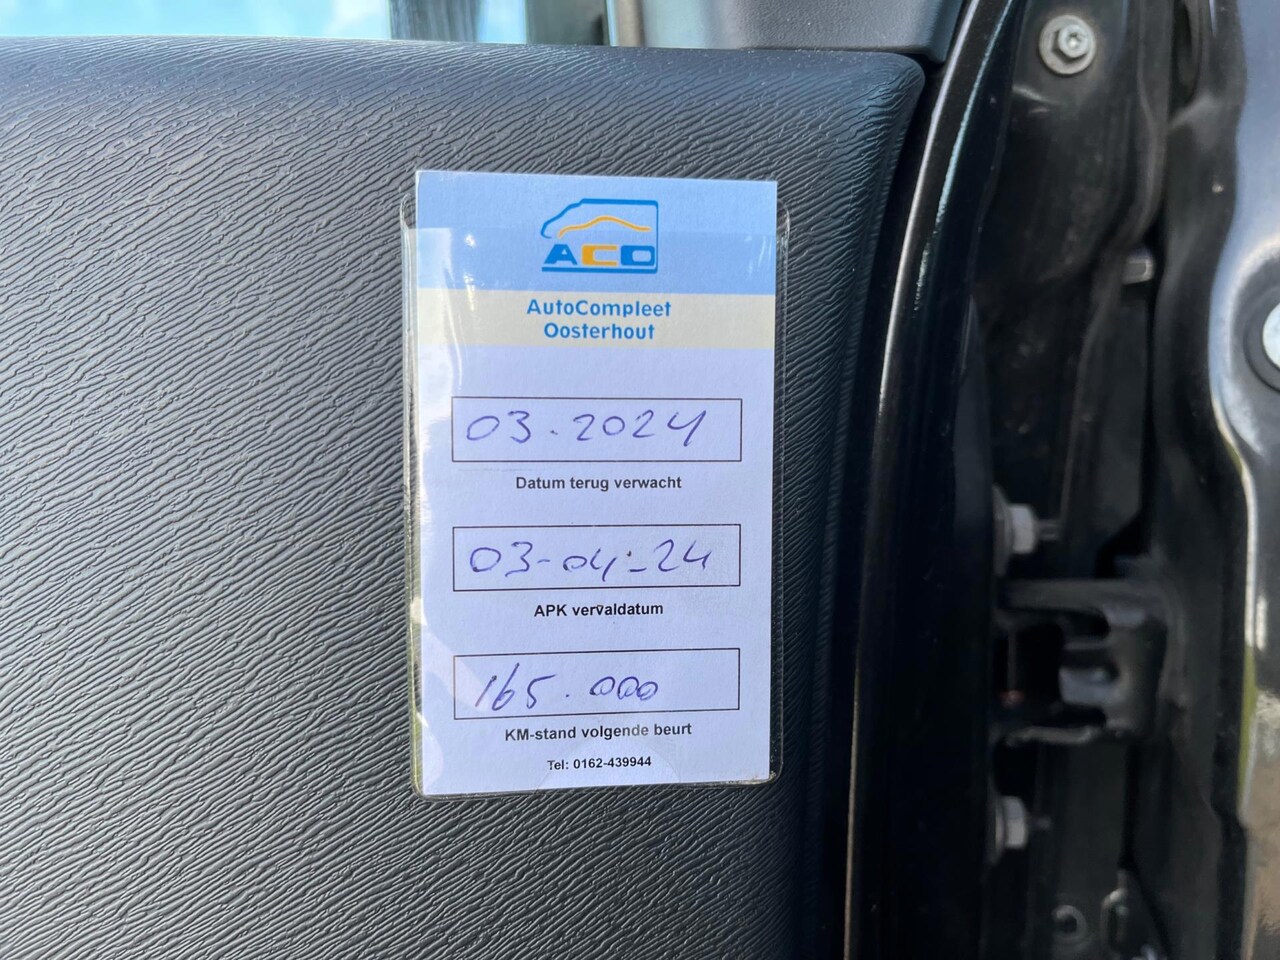 ACO
AutoCompleet
Oosterhout
03.2024
Datum terug verwacht
03-04-24
APK vervaldatum
165.000
KM-stand volgende beurt
Tel: 0162-439944